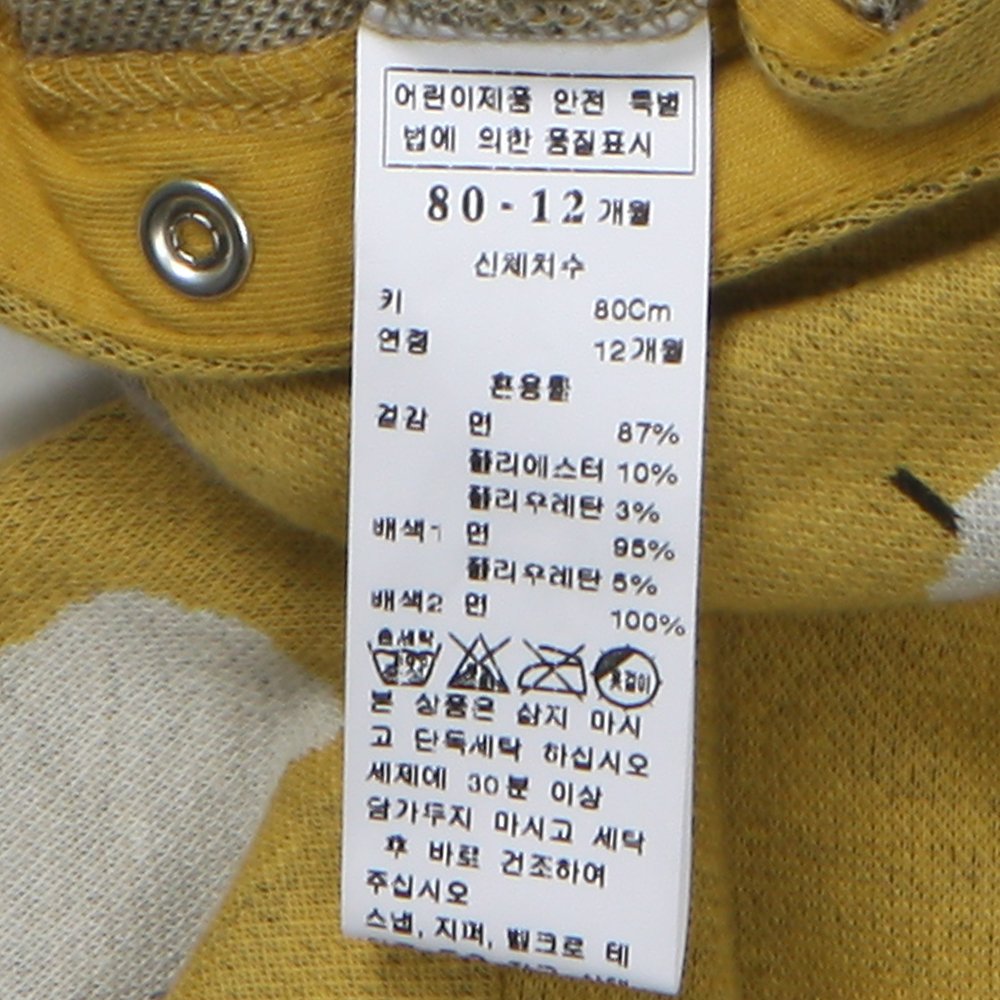 어린이제품 안전 특별
법에 의한 품질표시
80 - 12 개월
신체치수
키 80Cm
연령 12개월
혼용률
겉감 면 87%
폴리에스터 10%
폴리우레탄 3%
배색1 면 95%
폴리우레탄 5%
배색2 면 100%
손세탁
옷걸이
본 상품은 삶지 마시
고 단독세탁 하십시오
세제에 30분 이상
담가두지 마시고 세탁
후 바로 건조하여
주십시오
스냅, 지퍼, 벨크로 테